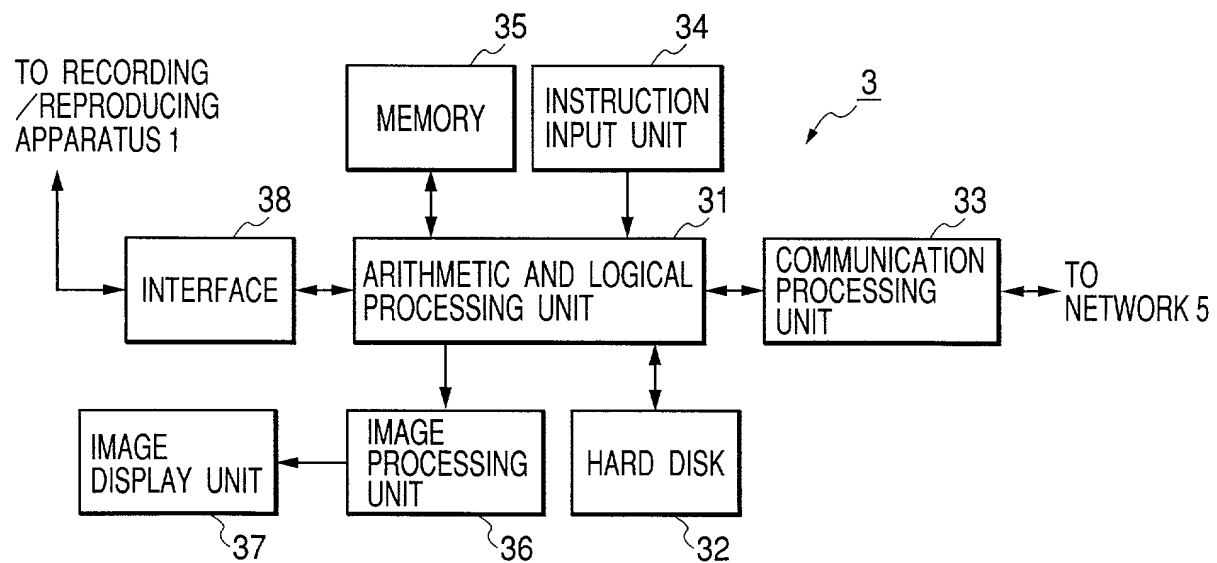 35
34
TO RECORDING
/REPRODUCING
APPARATUS 1
MEMORY
INSTRUCTION
INPUT UNIT
3
38
31
33
INTERFACE
ARITHMETIC AND LOGICAL
PROCESSING UNIT
COMMUNICATION
PROCESSING
UNIT
TO
NETWORK 5
IMAGE
DISPLAY UNIT
IMAGE
PROCESSING
UNIT
HARD DISK
37
36
32